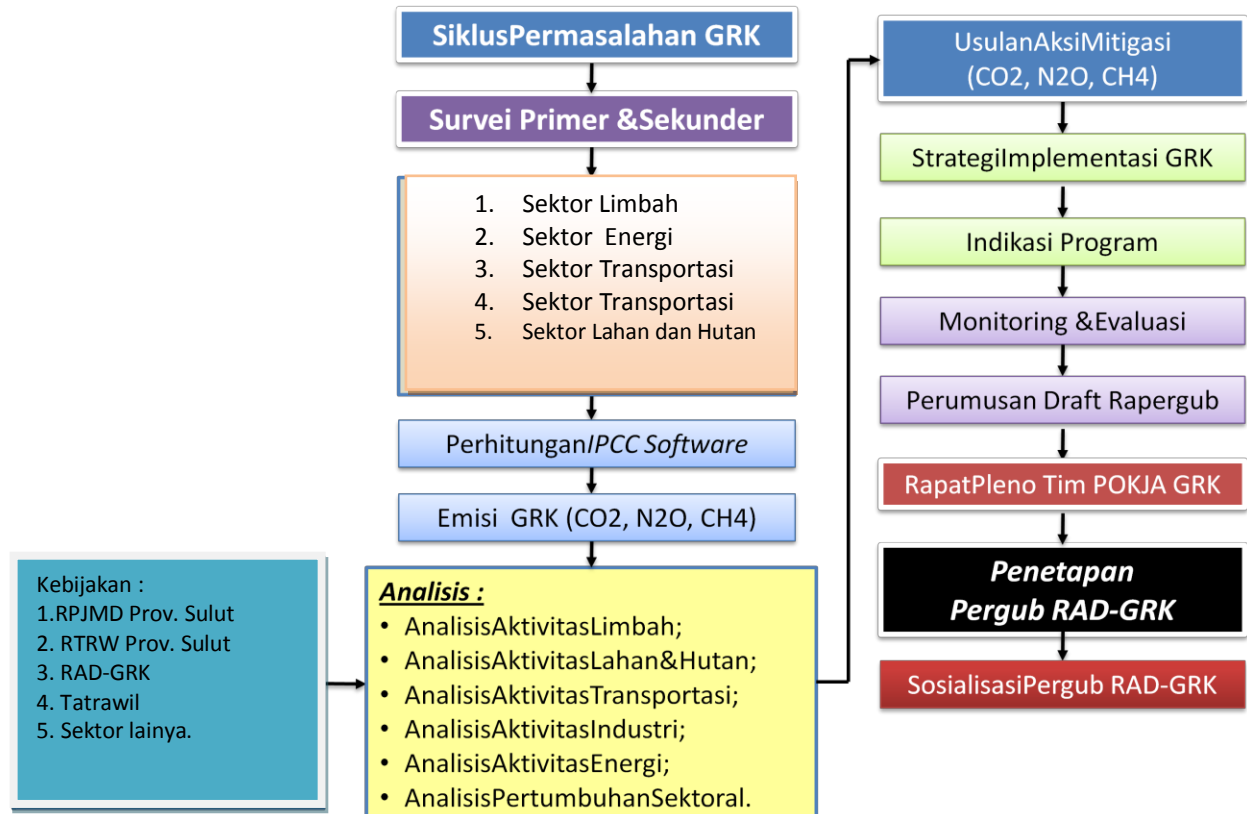 SiklusPermasalahan GRK
Survei Primer &Sekunder
1. Sektor Limbah
2. Sektor Energi
3. Sektor Transportasi
4. Sektor Transportasi
5. Sektor Lahan dan Hutan
PerhitunganIPCC Software
Emisi GRK (CO2, N2O, CH4)
Kebijakan :
1.RPJMD Prov. Sulut
2. RTRW Prov. Sulut
3. RAD-GRK
4. Tatrawil
5. Sektor lainya.
Analisis :
• AnalisisAktivitasLimbah;
• AnalisisAktivitasLahan&Hutan;
• AnalisisAktivitasTransportasi;
• AnalisisAktivitasIndustri;
• AnalisisAktivitasEnergi;
• AnalisisPertumbuhanSektoral.
UsulanAksiMitigasi
(CO2, N2O, CH4)
StrategiImplementasi GRK
Indikasi Program
Monitoring &Evaluasi
Perumusan Draft Rapergub
RapatPleno Tim POKJA GRK
Penetapan
Pergub RAD-GRK
SosialisasiPergub RAD-GRK